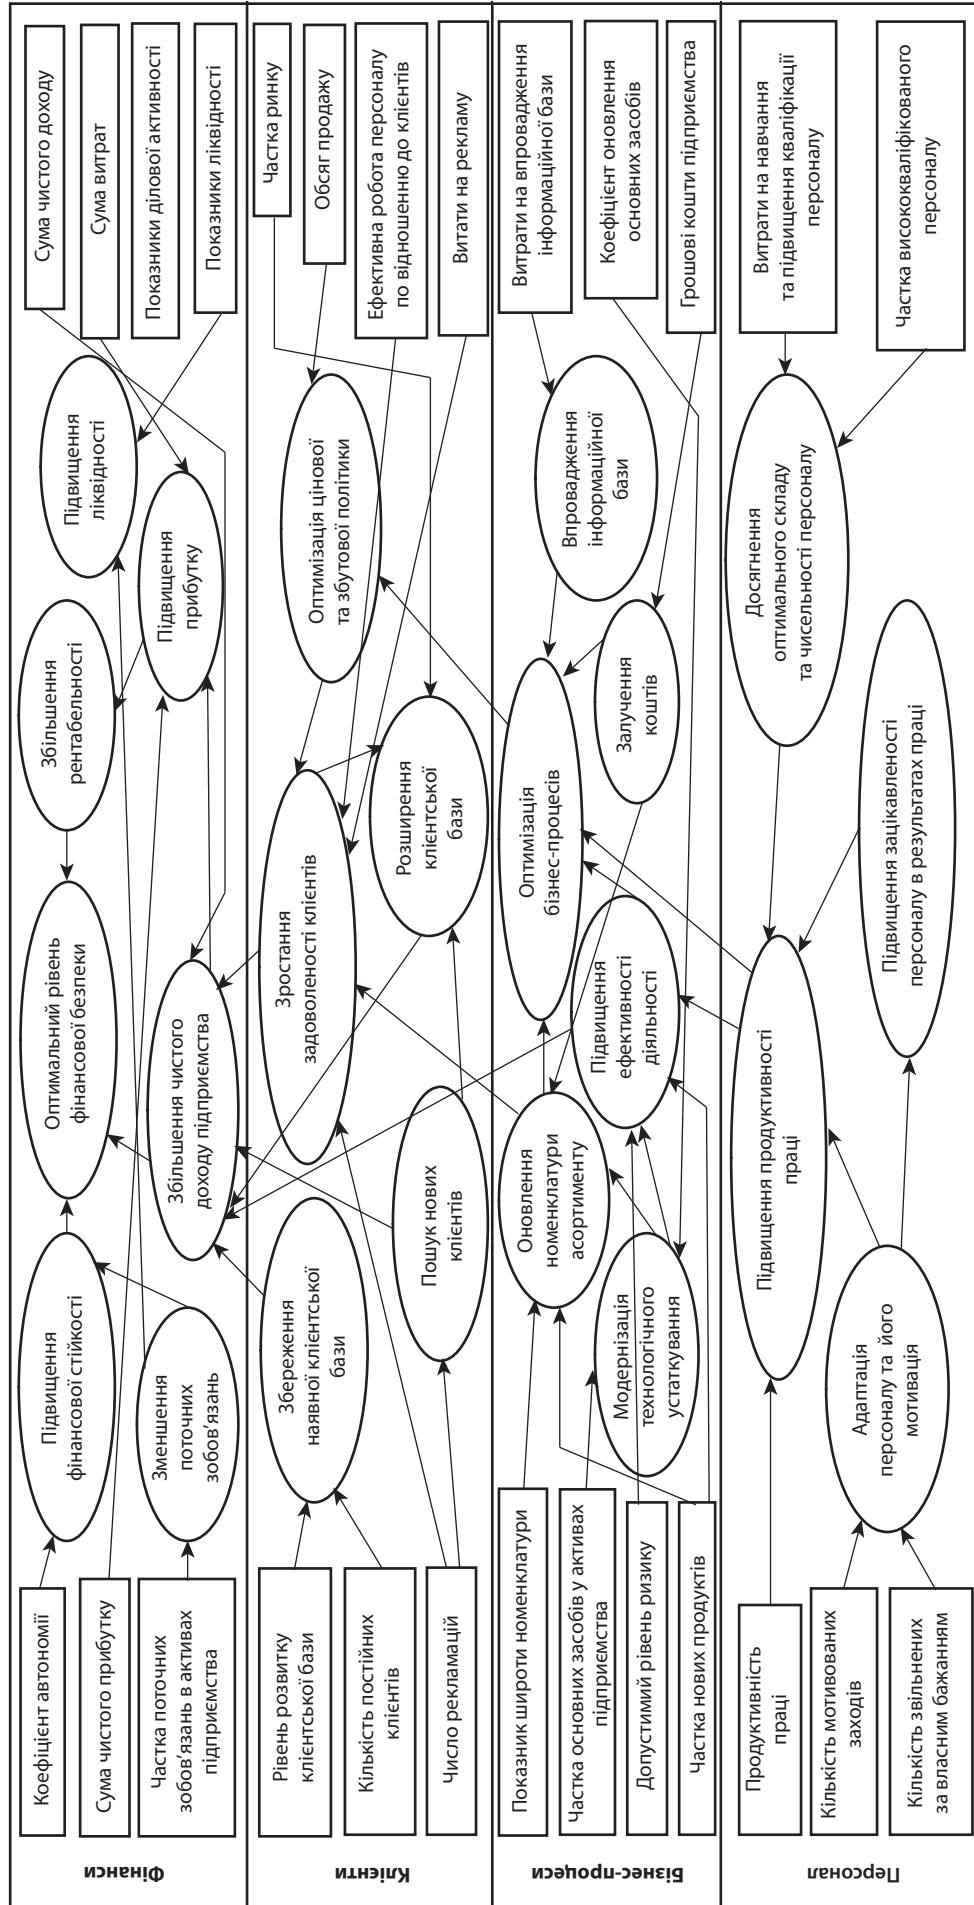 Фінанси
Коефіцієнт автономії
Сума чистого прибутку
Частка поточних
зобов'язань в активах
підприємства
Підвищення
фінансової стійкості
Зменшення
поточних
зобов'язань
Оптимальний рівень
фінансової безпеки
Збільшення чистого
доходу підприємства
Збільшення
рентабельності
Підвищення
прибутку
Підвищення
ліквідності
Сума чистого доходу
Сума витрат
Показники ділової активності
Показники ліквідності
Клієнти
Рівень розвитку
клієнтської бази
Кількість постійних
клієнтів
Число рекламацій
Збереження
наявної клієнтської
бази
Пошук нових
клієнтів
Зростання
задоволеності клієнтів
Розширення
клієнтської
бази
Оптимізація цінової
та збутової політики
Частка ринку
Обсяг продажу
Ефективна робота персоналу
по відношенню до клієнтів
Витати на рекламу
Бізнес-процеси
Показник широти номенклатури
Частка основних засобів у активах
підприємства
Допустимий рівень ризику
Частка нових продуктів
Оновлення
номенклатури
асортименту
Модернізація
технологічного
устаткування
Підвищення
ефективності
діяльності
Оптимізація
бізнес-процесів
Залучення
коштів
Впровадження
інформаційної
бази
Витрати на впровадження
інформаційної бази
Коефіцієнт оновлення
основних засобів
Грошові кошти підприємства
Персонал
Продуктивність
праці
Кількість мотивованих
заходів
Кількість звільнених
за власним бажанням
Адаптація
персоналу та його
мотивація
Підвищення продуктивності
праці
Підвищення зацікавленості
персоналу в результатах праці
Досягнення
оптимального складу
та чисельності персоналу
Витрати на навчання
та підвищення кваліфікації
персоналу
Частка висококваліфікованого
персоналу